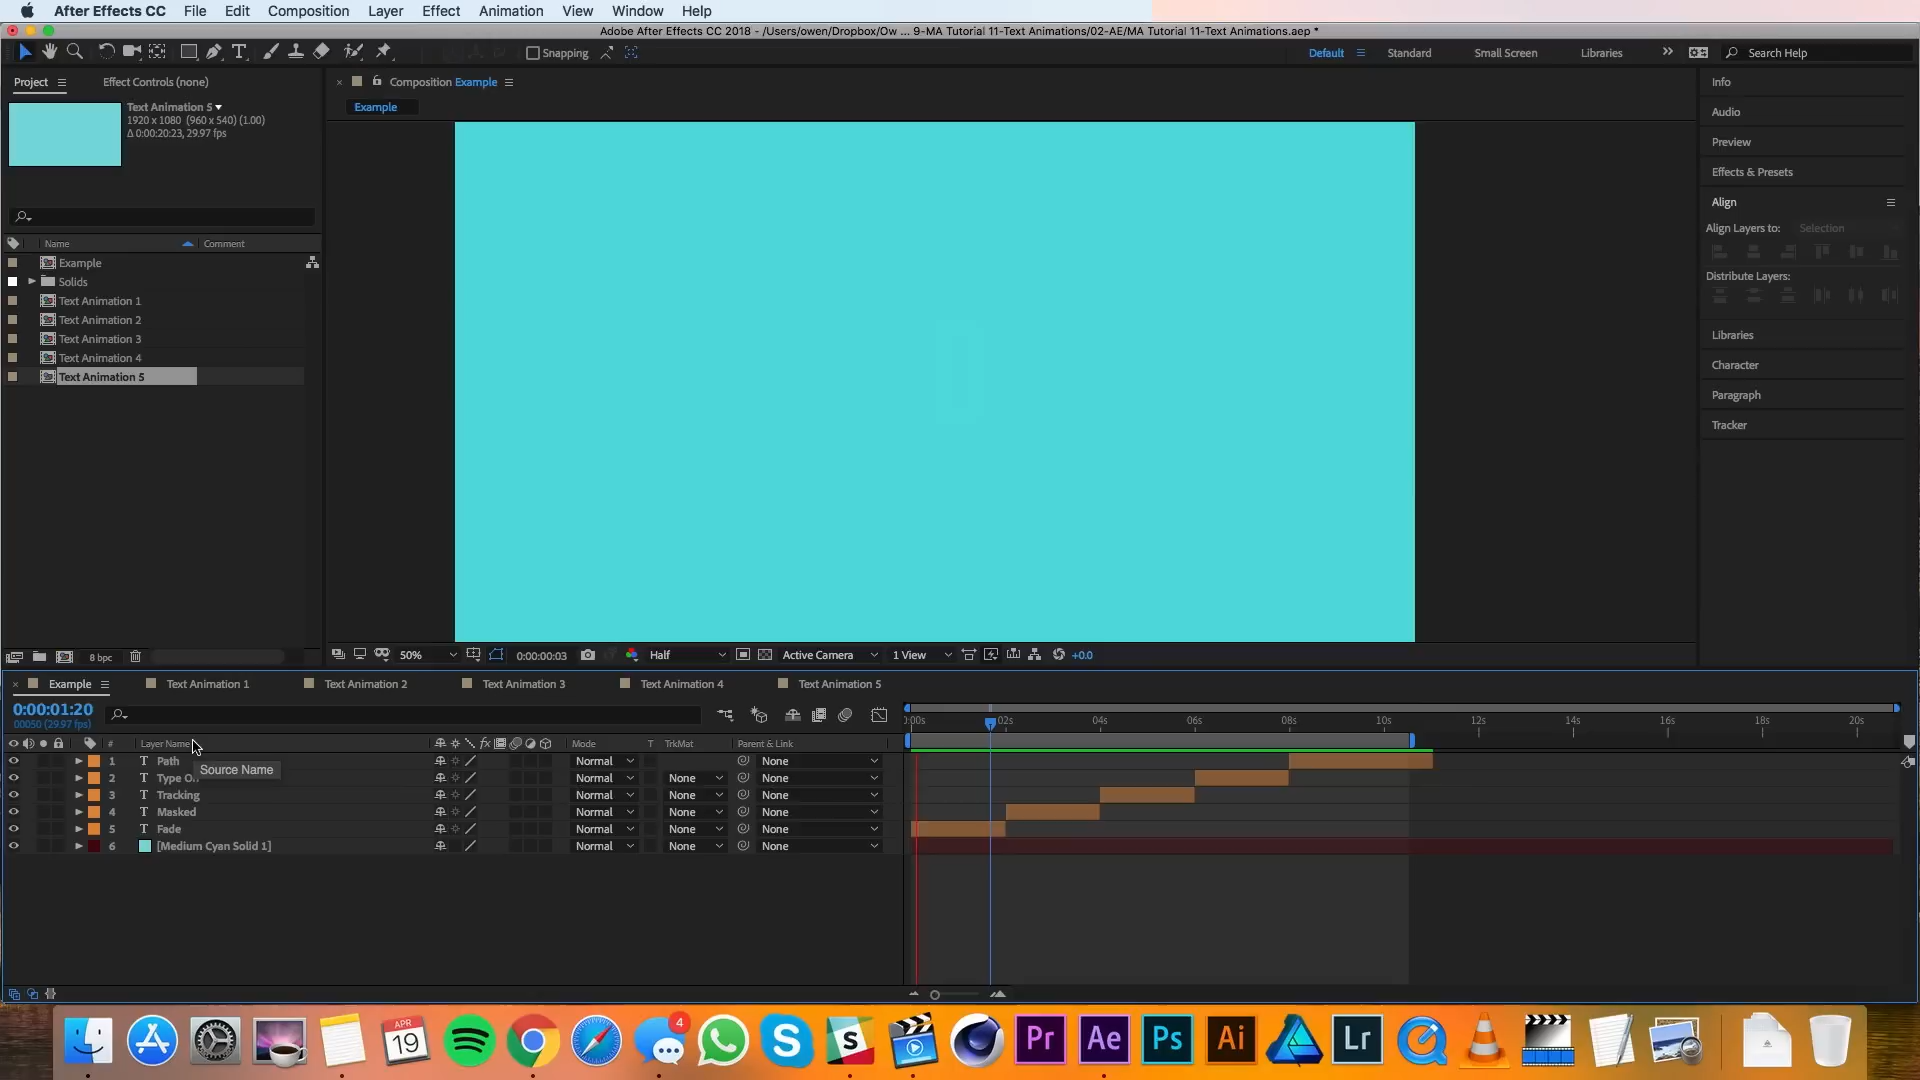 After Effects CC File Edit Composition Layer Effect Animation View Window Help
Adobe After Effects CC 2018 - /Users/owen/Dropbox/Ow ... 9-MA Tutorial 11-Text Animations/02-AE/MA Tutorial 11-Text Animations.aep *
Snapping Default Standard Small Screen Libraries Search Help
Project Effect Controls (none)
Composition Example
Example
Text Animation 5
1920 x 1080 (960 x 540) (1.00)
Δ 0:00:20:23, 29.97 fps
Name Comment
Example
Solids
Text Animation 1
Text Animation 2
Text Animation 3
Text Animation 4
Text Animation 5
Info
Audio
Preview
Effects & Presets
Align
Align Layers to: Selection
Distribute Layers:
Libraries
Character
Paragraph
Tracker
8 bpc
50% 0:00:00:03 Half Active Camera 1 View +0.0
Example Text Animation 1 Text Animation 2 Text Animation 3 Text Animation 4 Text Animation 5
0:00:01:20
00050 (29.97 fps)
0:00s 02s 04s 06s 08s 10s 12s 14s 16s 18s 20s
# Layer Name fx Mode T TrkMat Parent & Link
1 T Path Normal None
Source Name
2 T Type O Normal None None
3 T Tracking Normal None None
4 T Masked Normal None None
5 T Fade Normal None None
6 [Medium Cyan Solid 1] Normal None None
APR
19
4
S
S
Pr
Ae
Ps
Ai
Lr